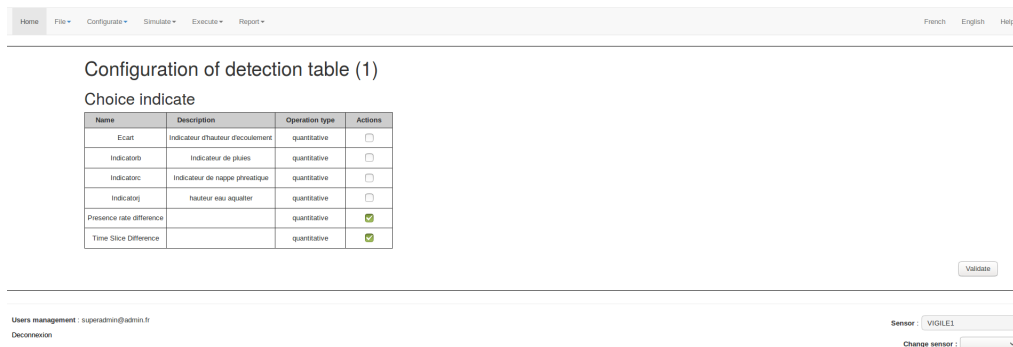 Home File Configurate Simulate Execute Report French English Help
Configuration of detection table (1)
Choice indicate
Name Description Operation type Actions
Ecart Indicateur d'hauteur d'ecoulement quantitative
Indicatorb Indicateur de pluies quantitative
Indicatorc Indicateur de nappe phreatique quantitative
Indicatorj hauteur eau aqualter quantitative
Presence rate difference quantitative
Time Slice Difference quantitative
Validate
Users management : superadmin@admin.fr
Sensor : VIGILE1
Deconnexion
Change sensor :